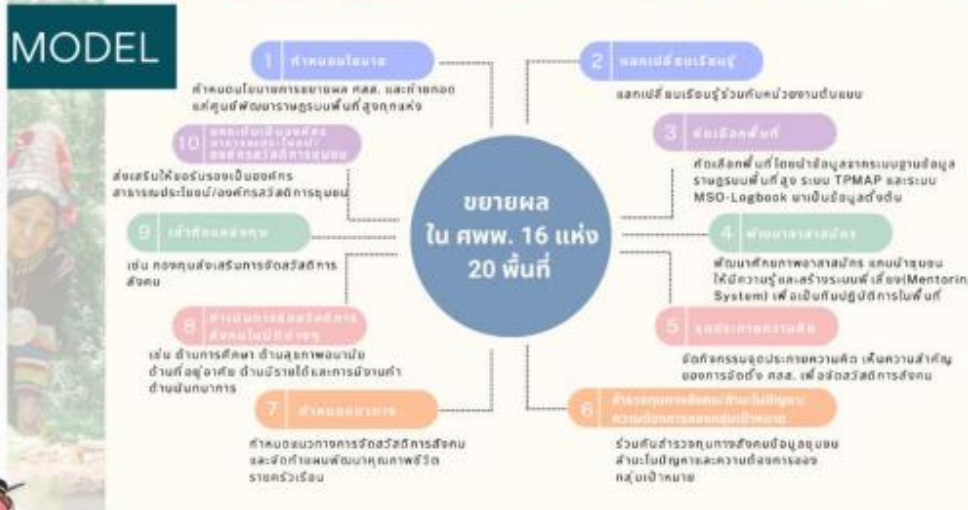 MODEL
1 กำหนดนโยบาย
กำหนดนโยบายการขยายผล ศสส. และถ่ายทอด
แก่ศูนย์พัฒนาราษฎรบนพื้นที่สูงทุกแห่ง
2 แลกเปลี่ยนเรียนรู้
แลกเปลี่ยนเรียนรู้ร่วมกับหน่วยงานต้นแบบ
3 คัดเลือกพื้นที่
คัดเลือกพื้นที่โดยนำข้อมูลจากระบบฐานข้อมูล
ราษฎรบนพื้นที่สูง ระบบ TPMAP และระบบ
MSO-Logbook มาเป็นข้อมูลตั้งต้น
4 พัฒนาอาสาสมัคร
พัฒนาศักยภาพอาสาสมัคร แกนนำชุมชน
ให้มีความรู้และสร้างระบบพี่เลี้ยง(Mentorin
System) เพื่อเป็นทีมปฏิบัติการในพื้นที่
5 จุดประกายความคิด
จัดกิจกรรมจุดประกายความคิด เห็นความสำคัญ
ของการจัดตั้ง ศสส. เพื่อจัดสวัสดิการสังคม
6 สำรวจทุนทางสังคม/สำมะโนปัญหา/
ความต้องการของกลุ่มเป้าหมาย
ร่วมกันสำรวจทุนทางสังคมข้อมูลชุมชน
สำมะโนปัญหาและความต้องการของ
กลุ่มเป้าหมาย
7 กำหนดแนวทาง
กำหนดแนวทางการจัดสวัสดิการสังคม
และจัดทำแผนพัฒนาคุณภาพชีวิต
รายครัวเรือน
8 ดำเนินการจัดสวัสดิการ
สังคมในมิติต่างๆ
เช่น ด้านการศึกษา ด้านสุขภาพอนามัย
ด้านที่อยู่อาศัย ด้านมีรายได้และการมีงานทำ
ด้านนันทนาการ
9 เข้าถึงแหล่งทุน
เช่น กองทุนส่งเสริมการจัดสวัสดิการ
สังคม
10 ยกระดับเป็นองค์กร
สาธารณประโยชน์/
องค์กรสวัสดิการชุมชน
ส่งเสริมให้ขอรับรองเป็นองค์กร
สาธารณประโยชน์/องค์กรสวัสดิการชุมชน
ขยายผล
ใน ศพพ. 16 แห่ง
20 พื้นที่